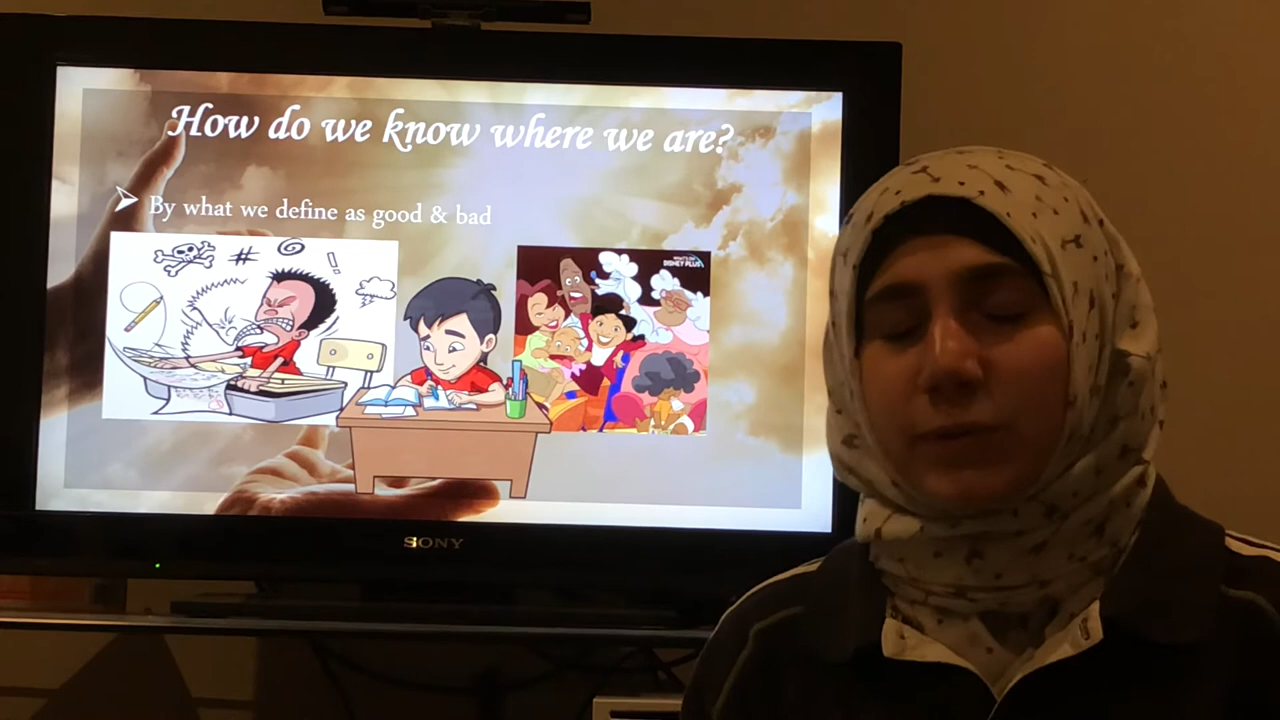 How do we know where we are?
By what we define as good & bad
#
!
WHAT'S ON
DISNEY PLUS
SONY